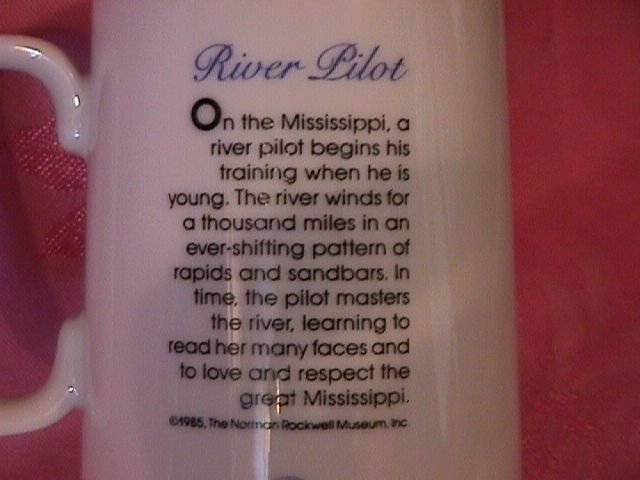 River Pilot
On the Mississippi, a
river pilot begins his
training when he is
young. The river winds for
a thousand miles in an
ever-shifting pattern of
rapids and sandbars. In
time, the pilot masters
the river, learning to
read her many faces and
to love and respect the
great Mississippi.
©1985, The Norman Rockwell Museum, Inc.